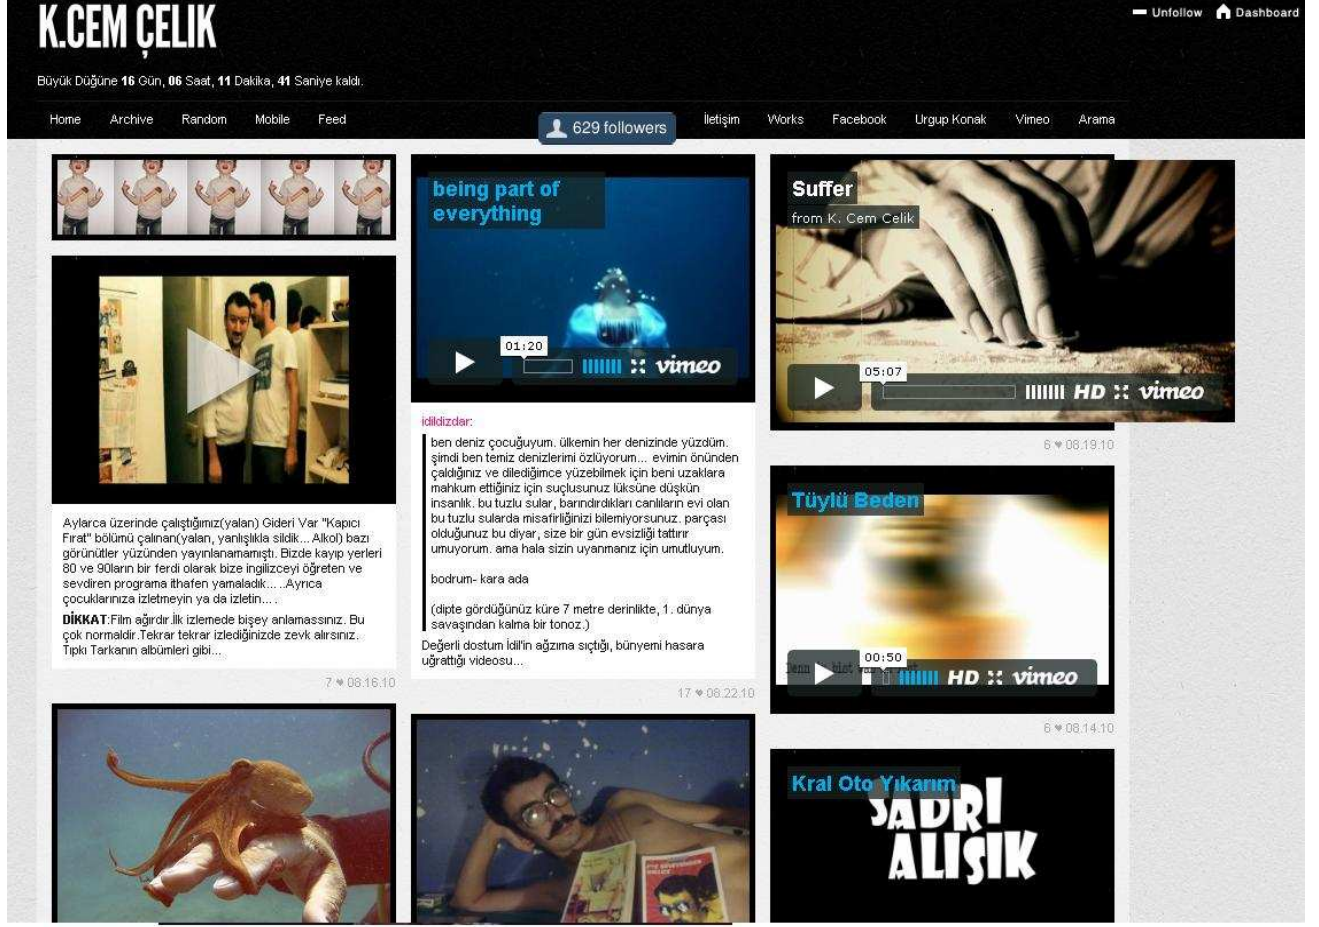 K.CEM ÇELIK
Unfollow Dashboard
Büyük Düğüne 16 Gün, 06 Saat, 11 Dakika, 41 Saniye kaldı.
Home Archive Random Mobile Feed
629 followers
İletişim Works Facebook Urgup Konak Vimeo Arama
Aylarca üzerinde çalıştığımız(yalan) Gideri Var "Kapıcı
Fırat" bölümü çalınan(yalan, yanlışlıkla sildik... Alkol) bazı
görünütler yüzünden yayınlanamamıştı. Bizde kayıp yerleri
80 ve 90ların bir ferdi olarak bize ingilizceyi öğreten ve
sevdiren programa ithafen yamaladık... ..Ayrıca
çocuklarınıza izletmeyin ya da izletin... .
DİKKAT:Film ağırdır.İlk izlemede bişey anlamassınız. Bu
çok normaldir.Tekrar tekrar izlediğinizde zevk alırsınız.
Tıpkı Tarkanın albümleri gibi...
7 ♥ 08.16.10
being part of
everything
01:20
vimeo
idildizdar:
ben deniz çocuğuyum. ülkemin her denizinde yüzdüm.
şimdi ben temiz denizlerimi özlüyorum... evimin önünden
çaldığınız ve dilediğimce yüzebilmek için beni uzaklara
mahkum ettiğiniz için suçlusunuz lüksüne düşkün
insanlık. bu tuzlu sular, barındırdıkları canlıların evi olan
bu tuzlu sularda misafirliğinizi bilemiyorsunuz. parçası
olduğunuz bu diyar, size bir gün evsizliği tattırır
umuyorum. ama hala sizin uyanmanız için umutluyum.
bodrum- kara ada
(dipte gördüğünüz küre 7 metre derinlikte, 1. dünya
savaşından kalma bir tonoz.)
Değerli dostum İdil'in ağzıma sıçtığı, bünyemi hasara
uğrattığı videosu...
17 ♥ 08.22.10
Suffer
from K. Cem Celik
05:07
HD vimeo
6 ♥ 08.19.10
Tüylü Beden
00:50
HD vimeo
6 ♥ 08.14.10
Kral Oto Yıkarım
SADRI
ALIŞIK